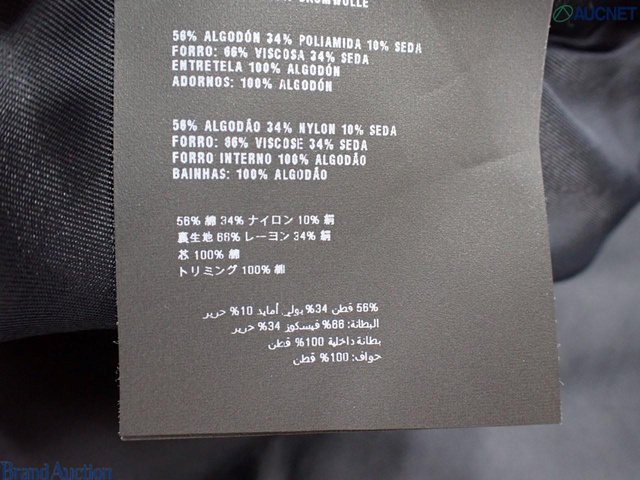 AUCNET
BAUMWOLLE
56% ALGODÓN 34% POLIAMIDA 10% SEDA
FORRO: 66% VISCOSA 34% SEDA
ENTRETELA 100% ALGODÓN
ADORNOS: 100% ALGODÓN
56% ALGODÃO 34% NYLON 10% SEDA
FORRO: 66% VISCOSE 34% SEDA
FORRO INTERNO 100% ALGODÃO
BAINHAS: 100% ALGODÃO
56% 綿 34% ナイロン 10% 絹
裏生地 66% レーヨン 34% 絹
芯 100% 綿
トリミング 100% 綿
56% قطن 34% بولي أمايد 10% حرير
البطانة: 66% فيسكوز 34% حرير
بطانة داخلية 100% قطن
حواف: 100% قطن
Brand Auction